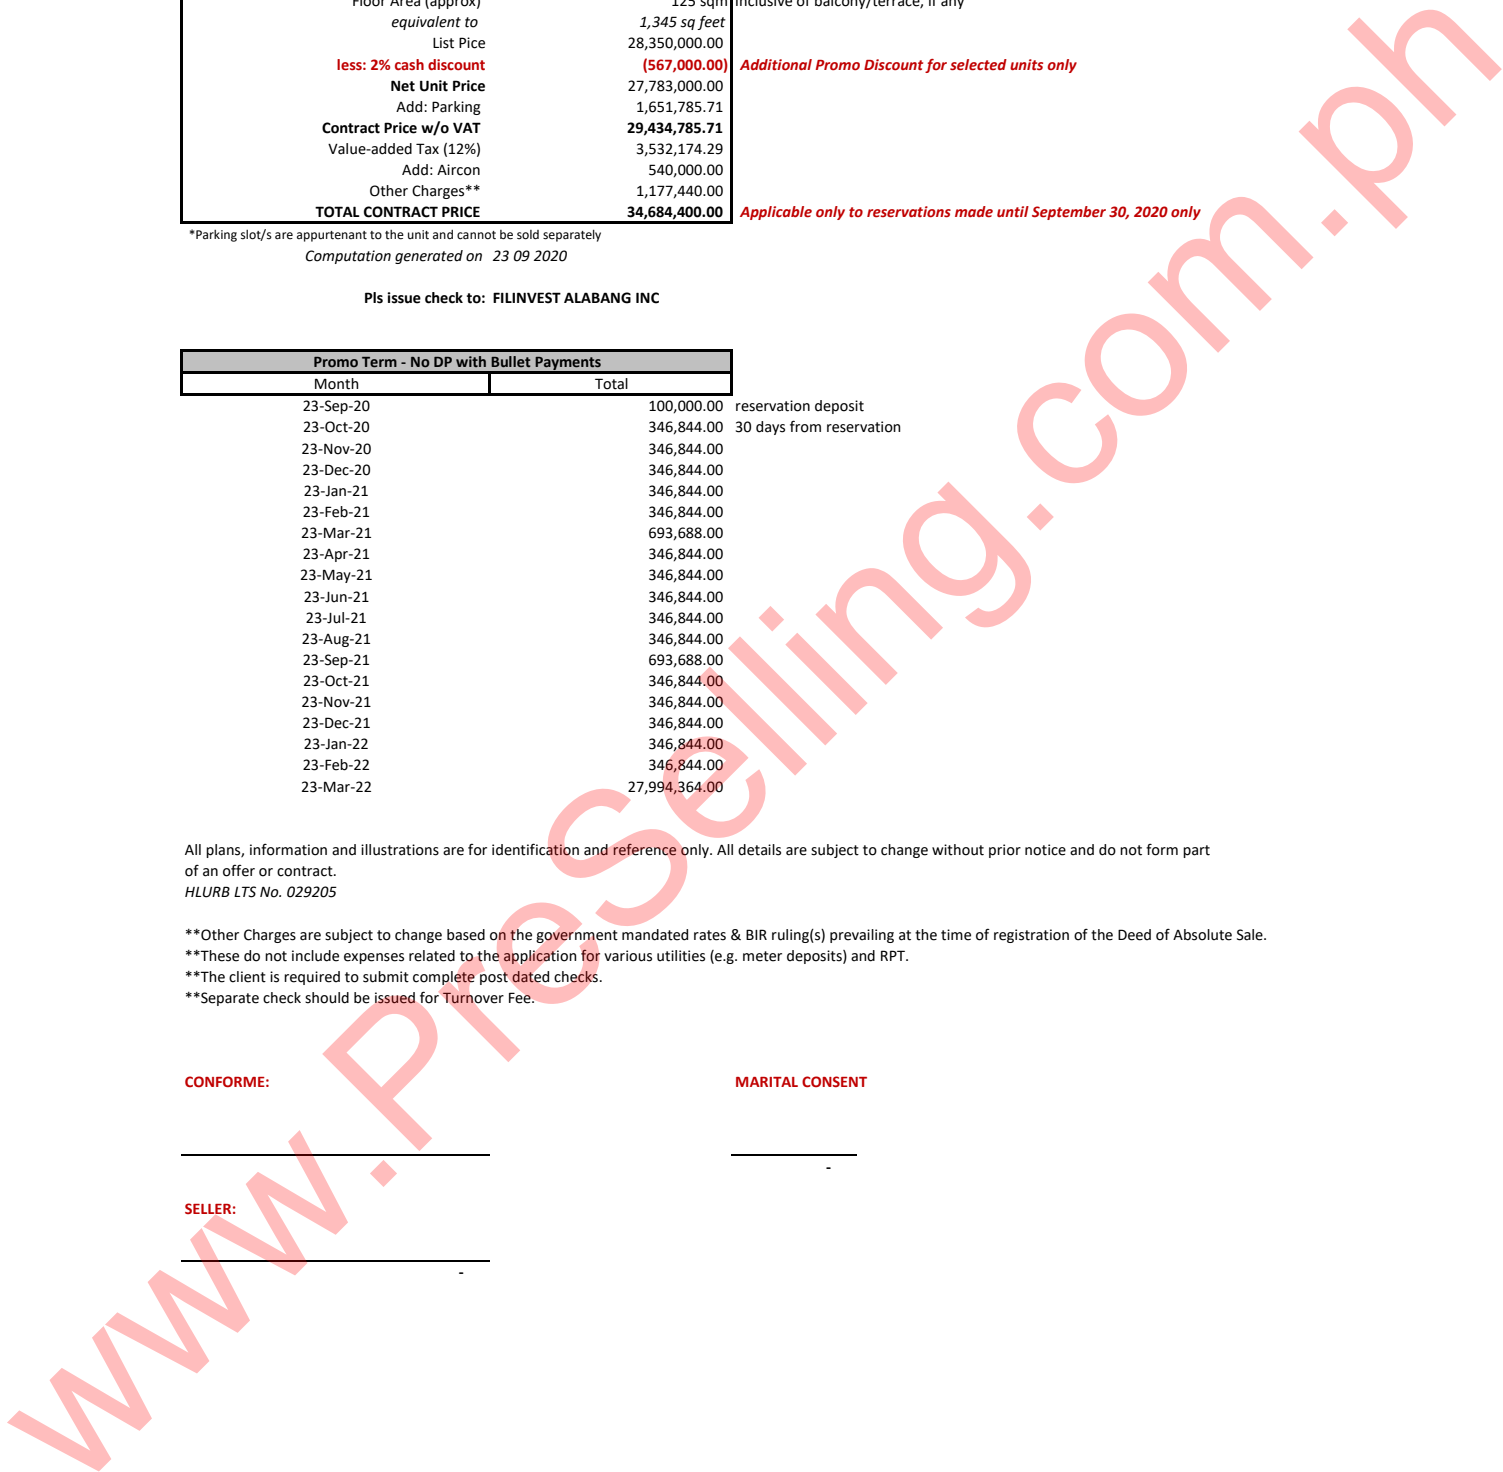 Floor Area (approx) 125 sqm inclusive of balcony/terrace, if any
equivalent to 1,345 sq feet
List Pice 28,350,000.00
less: 2% cash discount (567,000.00) Additional Promo Discount for selected units only
Net Unit Price 27,783,000.00
Add: Parking 1,651,785.71
Contract Price w/o VAT 29,434,785.71
Value-added Tax (12%) 3,532,174.29
Add: Aircon 540,000.00
Other Charges** 1,177,440.00
TOTAL CONTRACT PRICE 34,684,400.00 Applicable only to reservations made until September 30, 2020 only
*Parking slot/s are appurtenant to the unit and cannot be sold separately
Computation generated on 23 09 2020
Pls issue check to: FILINVEST ALABANG INC
Promo Term - No DP with Bullet Payments
Month Total
23-Sep-20 100,000.00 reservation deposit
23-Oct-20 346,844.00 30 days from reservation
23-Nov-20 346,844.00
23-Dec-20 346,844.00
23-Jan-21 346,844.00
23-Feb-21 346,844.00
23-Mar-21 693,688.00
23-Apr-21 346,844.00
23-May-21 346,844.00
23-Jun-21 346,844.00
23-Jul-21 346,844.00
23-Aug-21 346,844.00
23-Sep-21 693,688.00
23-Oct-21 346,844.00
23-Nov-21 346,844.00
23-Dec-21 346,844.00
23-Jan-22 346,844.00
23-Feb-22 346,844.00
23-Mar-22 27,994,364.00
All plans, information and illustrations are for identification and reference only. All details are subject to change without prior notice and do not form part
of an offer or contract.
HLURB LTS No. 029205
**Other Charges are subject to change based on the government mandated rates & BIR ruling(s) prevailing at the time of registration of the Deed of Absolute Sale.
**These do not include expenses related to the application for various utilities (e.g. meter deposits) and RPT.
**The client is required to submit complete post dated checks.
**Separate check should be issued for Turnover Fee.
CONFORME: MARITAL CONSENT
-
SELLER:
-
www.PreSelling.com.ph